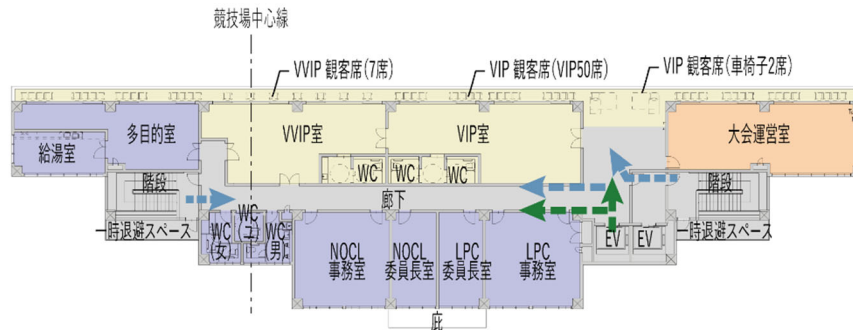 競技場中心線
VVIP 観客席(7席)
VIP 観客席(VIP50席)
VIP 観客席(車椅子2席)
多目的室
給湯室
VVIP室
VIP室
大会運営室
WC
WC
WC
階段
廊下
階段
一時退避スペース
WC
(女)
WC
(ユ)
WC
(男)
NOCL
事務室
NOCL
委員長室
LPC
委員長室
LPC
事務室
EV
EV
一時退避スペース
庇